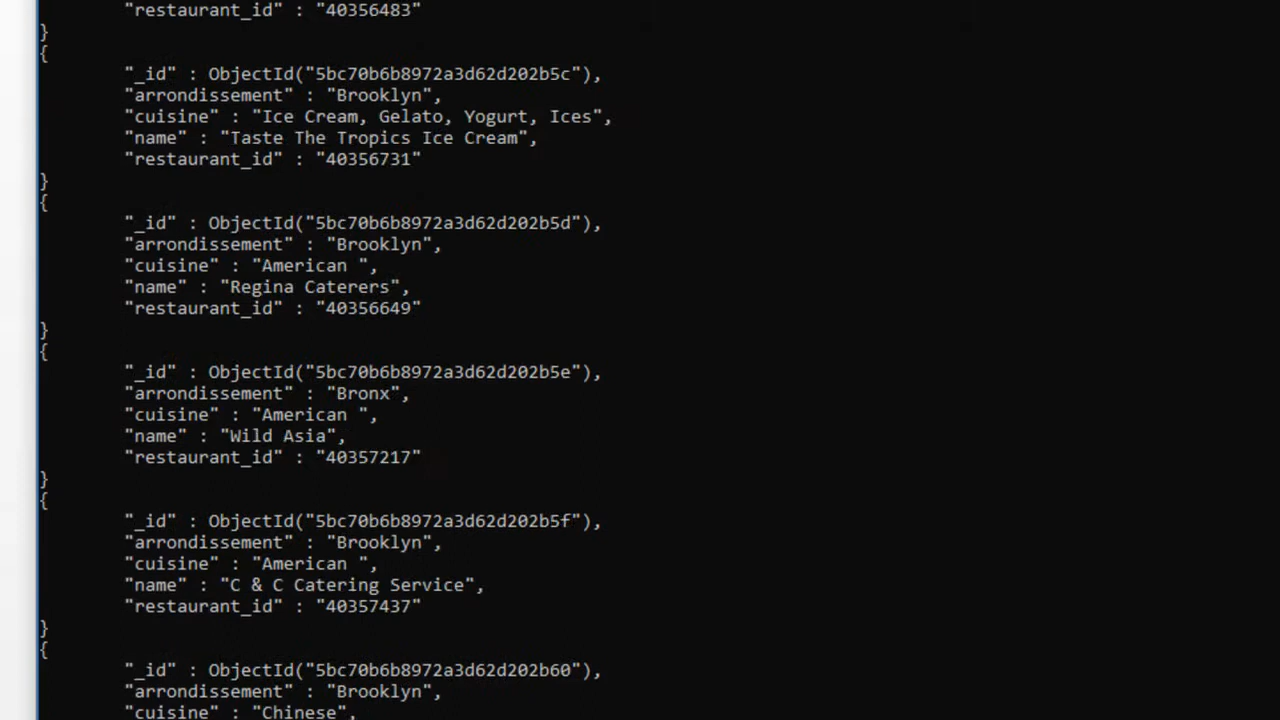 "restaurant_id" : "40356483"
}
{
"_id" : ObjectId("5bc70b6b8972a3d62d202b5c"),
"arrondissement" : "Brooklyn",
"cuisine" : "Ice Cream, Gelato, Yogurt, Ices",
"name" : "Taste The Tropics Ice Cream",
"restaurant_id" : "40356731"
}
{
"_id" : ObjectId("5bc70b6b8972a3d62d202b5d"),
"arrondissement" : "Brooklyn",
"cuisine" : "American ",
"name" : "Regina Caterers",
"restaurant_id" : "40356649"
}
{
"_id" : ObjectId("5bc70b6b8972a3d62d202b5e"),
"arrondissement" : "Bronx",
"cuisine" : "American ",
"name" : "Wild Asia",
"restaurant_id" : "40357217"
}
{
"_id" : ObjectId("5bc70b6b8972a3d62d202b5f"),
"arrondissement" : "Brooklyn",
"cuisine" : "American ",
"name" : "C & C Catering Service",
"restaurant_id" : "40357437"
}
{
"_id" : ObjectId("5bc70b6b8972a3d62d202b60"),
"arrondissement" : "Brooklyn",
"cuisine" : "Chinese",